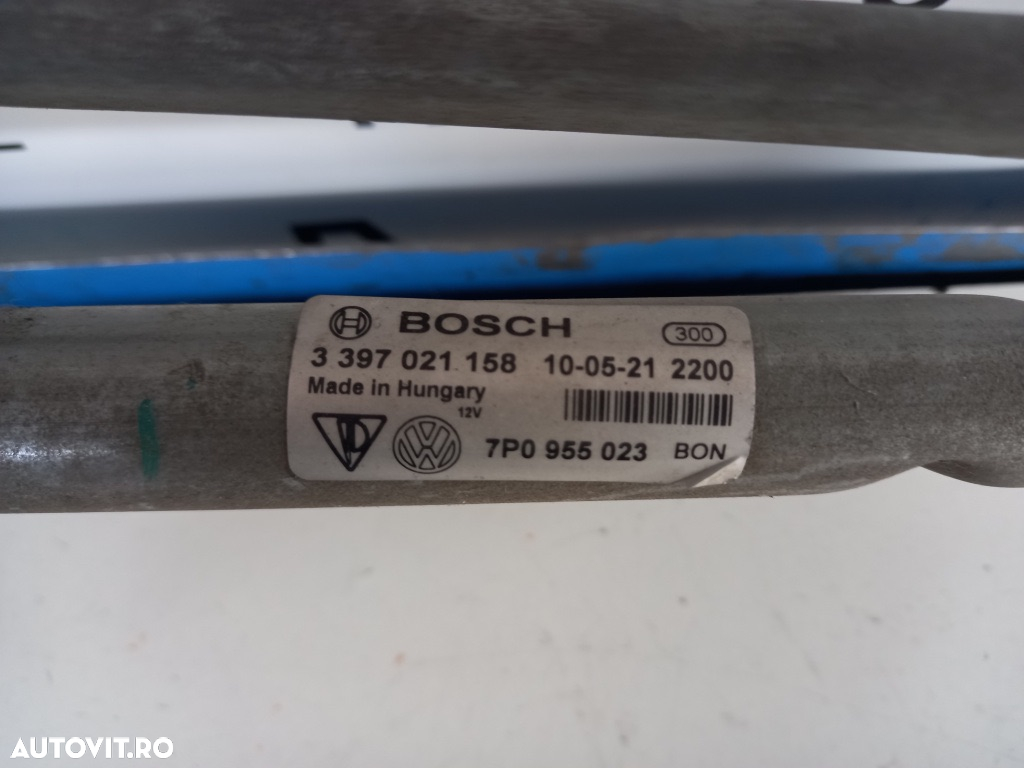 BOSCH 300
3 397 021 158 10-05-21 2200
Made in Hungary
12V
7P0 955 023 BON
AUTOVIT.RO